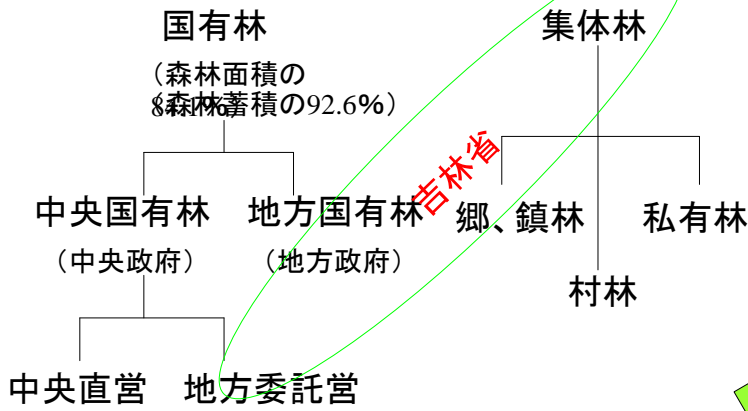 国有林
集体林
（森林面積の
（森林蓄積の92.6%）
吉林省
中央国有林
地方国有林
郷、鎮林
私有林
（中央政府）
（地方政府）
村林
中央直営
地方委託営